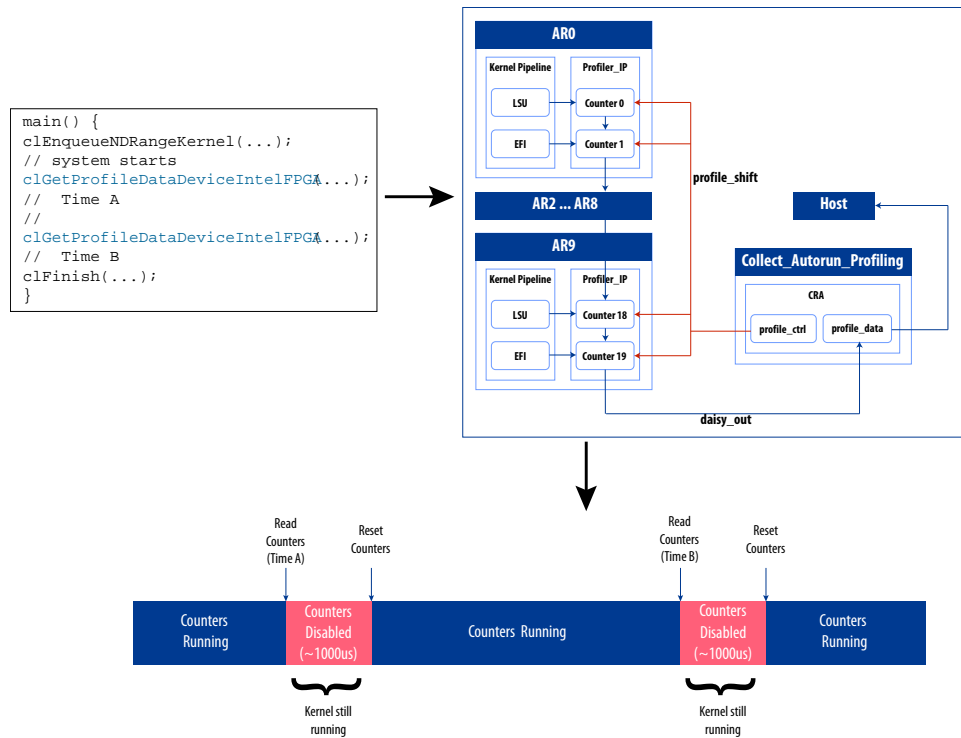 main() {
clEnqueueNDRangeKernel(...);
// system starts
clGetProfileDataDeviceIntelFPGA(...);
// Time A
//
clGetProfileDataDeviceIntelFPGA(...);
// Time B
clFinish(...);
}
AR0
Kernel Pipeline
Profiler_IP
LSU
Counter 0
EFI
Counter 1
profile_shift
AR2 ... AR8
Host
AR9
Kernel Pipeline
Profiler_IP
LSU
Counter 18
EFI
Counter 19
Collect_Autorun_Profiling
CRA
profile_ctrl
profile_data
daisy_out
Read
Counters
(Time A)
Reset
Counters
Read
Counters
(Time B)
Reset
Counters
Counters
Running
Counters
Disabled
(~1000us)
Counters Running
Counters
Disabled
(~1000us)
Counters
Running
Kernel still
running
Kernel still
running